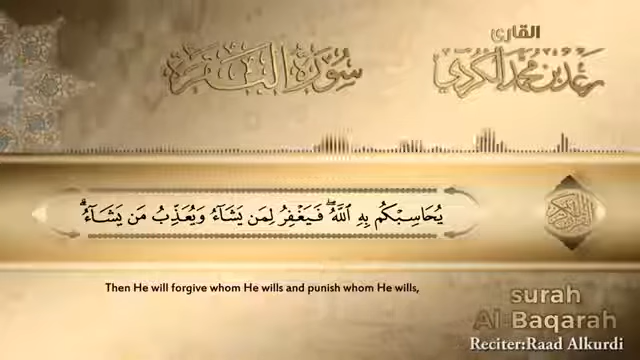 القارئ
رعد بن محمد الكردي
سورة البقرة
يُحَاسِبْكُم بِهِ ٱللَّهُ ۖ فَيَغْفِرُ لِمَن يَشَآءُ وَيُعَذِّبُ مَن يَشَآءُ ۗ
Then He will forgive whom He wills and punish whom He wills,
surah
Al-Baqarah
Reciter:Raad Alkurdi